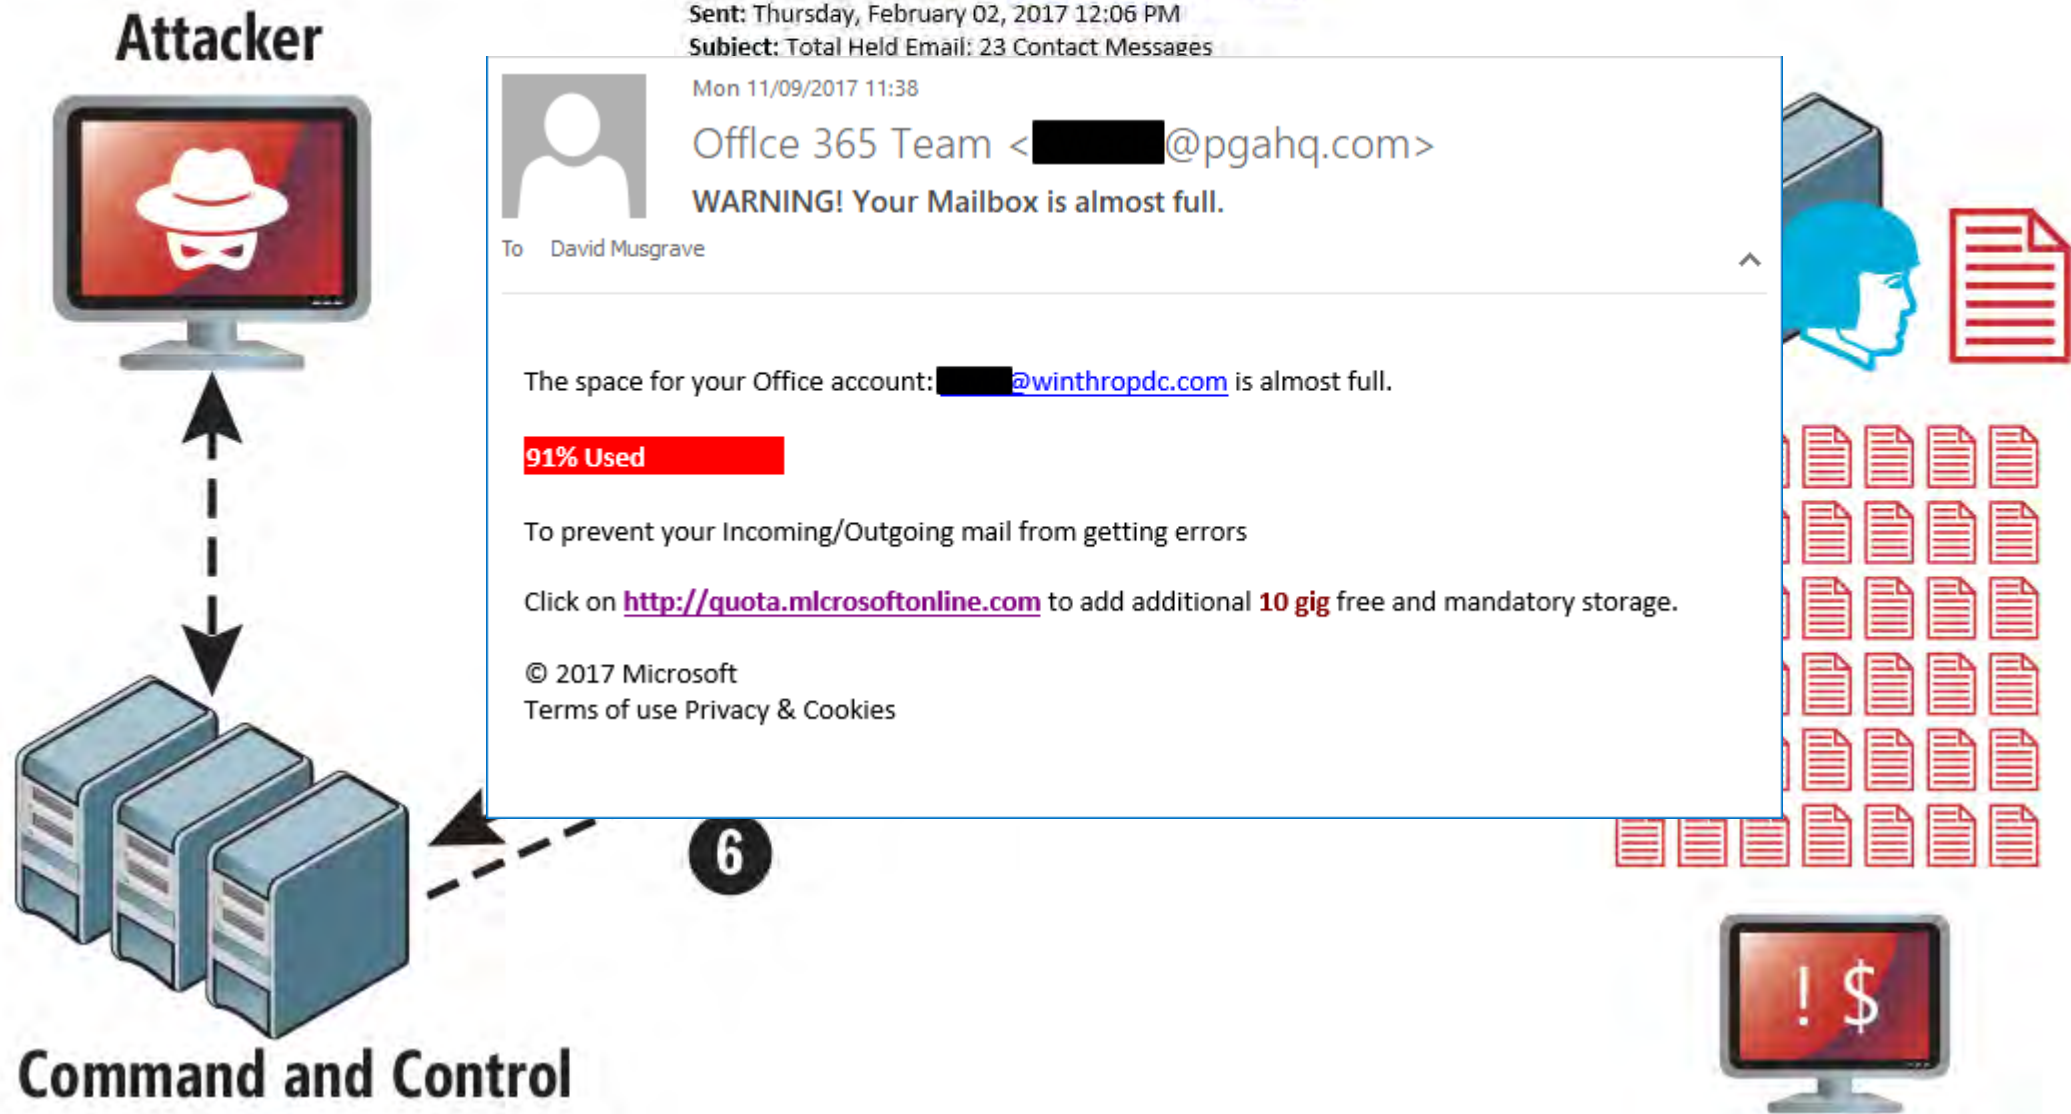 Attacker
Sent: Thursday, February 02, 2017 12:06 PM
Subject: Total Held Email: 23 Contact Messages
Mon 11/09/2017 11:38
Offlce 365 Team < @pgahq.com>
WARNING! Your Mailbox is almost full.
To David Musgrave
The space for your Office account: @winthropdc.com is almost full.
91% Used
To prevent your Incoming/Outgoing mail from getting errors
Click on http://quota.mlcrosoftonline.com to add additional 10 gig free and mandatory storage.
© 2017 Microsoft
Terms of use Privacy & Cookies
6
! $
Command and Control